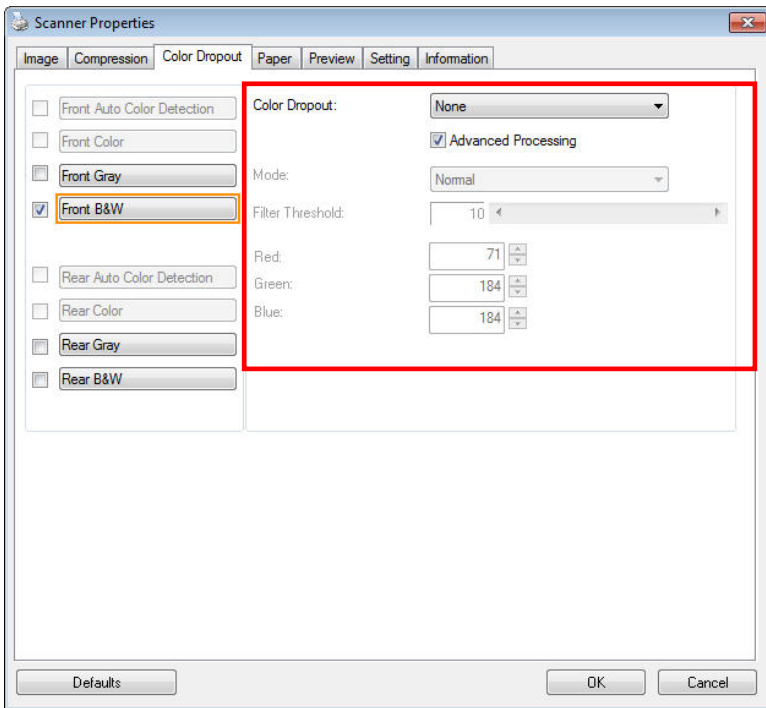 Scanner Properties
Image Compression Color Dropout Paper Preview Setting Information
Front Auto Color Detection
Front Color
Front Gray
Front B&W
Rear Auto Color Detection
Rear Color
Rear Gray
Rear B&W
Color Dropout: None
Advanced Processing
Mode: Normal
Filter Threshold: 10
Red: 71
Green: 184
Blue: 184
Defaults OK Cancel